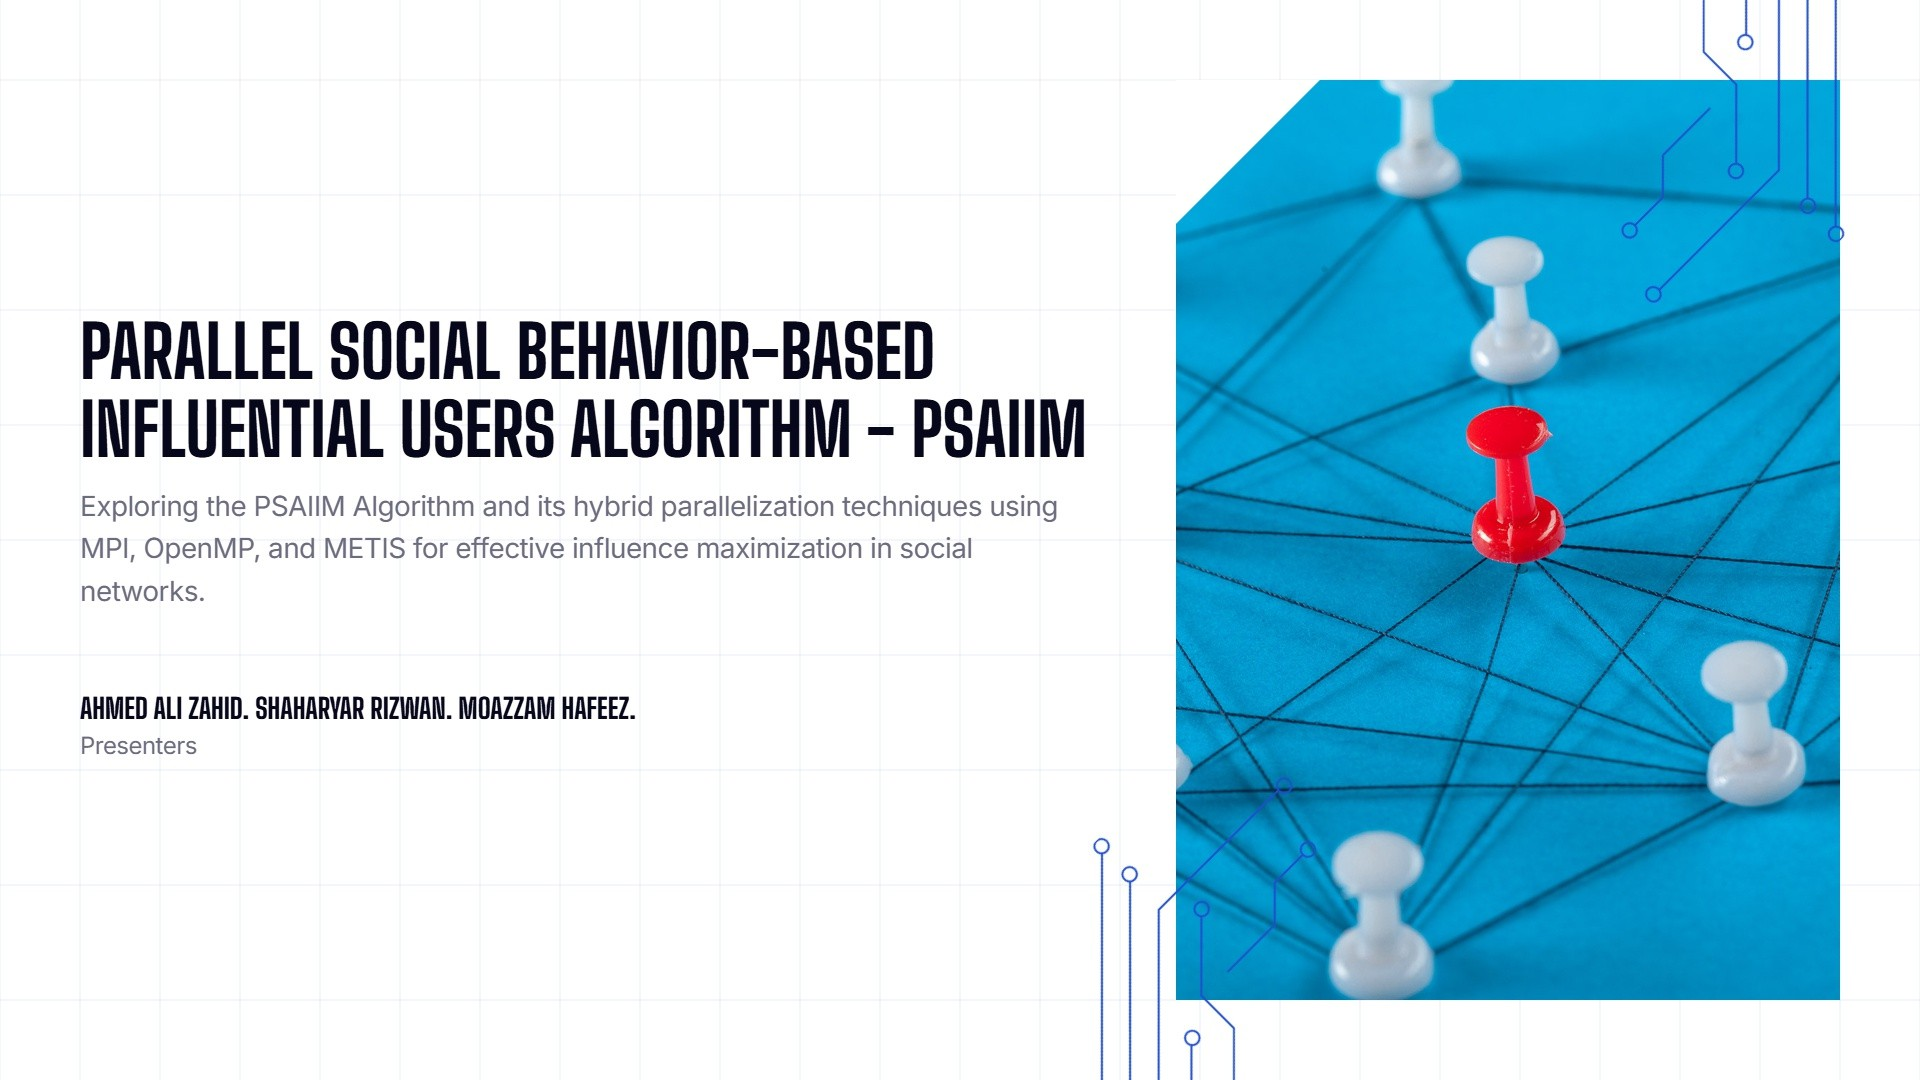 PARALLEL SOCIAL BEHAVIOR-BASED
INFLUENTIAL USERS ALGORITHM - PSAIIM
Exploring the PSAIIM Algorithm and its hybrid parallelization techniques using
MPI, OpenMP, and METIS for effective influence maximization in social
networks.
AHMED ALI ZAHID. SHAHARYAR RIZWAN. MOAZZAM HAFEEZ.
Presenters